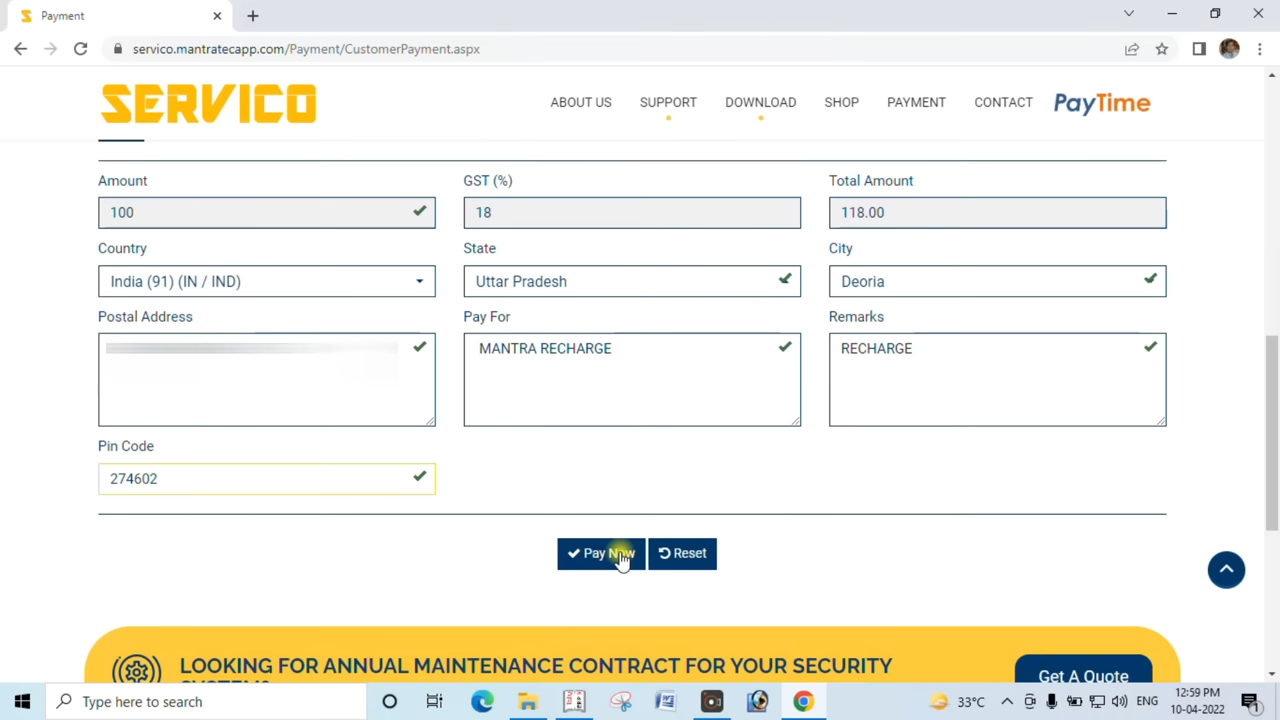 Payment
servico.mantratecapp.com/Payment/CustomerPayment.aspx
SERVICO
ABOUT US SUPPORT DOWNLOAD SHOP PAYMENT CONTACT PayTime
Amount GST (%) Total Amount
100 18 118.00
Country State City
India (91) (IN / IND) Uttar Pradesh Deoria
Postal Address Pay For Remarks
MANTRA RECHARGE RECHARGE
Pin Code
274602
Pay Now Reset
LOOKING FOR ANNUAL MAINTENANCE CONTRACT FOR YOUR SECURITY
Get A Quote
Type here to search 33°C ENG 12:59 PM
10-04-2022